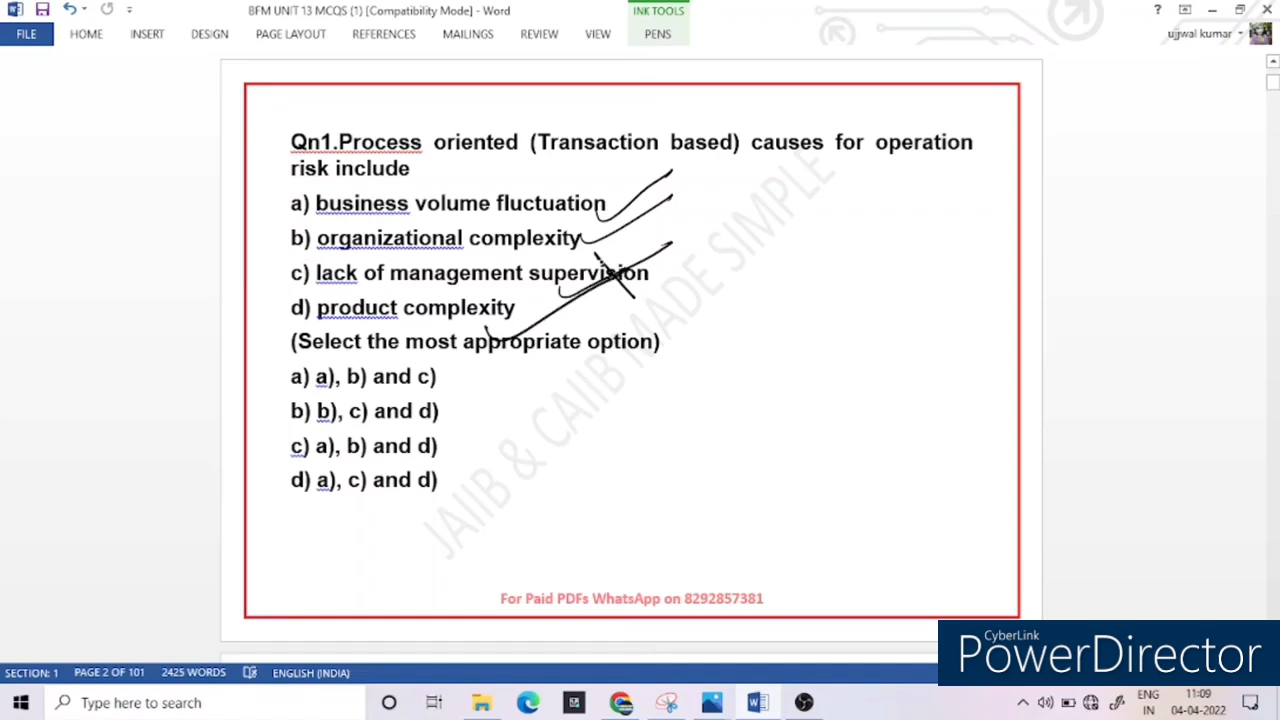 BFM UNIT 13 MCQS (1) [Compatibility Mode] - Word
INK TOOLS
?
FILE
HOME
INSERT
DESIGN
PAGE LAYOUT
REFERENCES
MAILINGS
REVIEW
VIEW
PENS
ujjwal kumar
Qn1.Process oriented (Transaction based) causes for operation
risk include
a) business volume fluctuation
b) organizational complexity
c) lack of management supervision
d) product complexity
(Select the most appropriate option)
a) a), b) and c)
b) b), c) and d)
c) a), b) and d)
d) a), c) and d)
JAIIB & CAIIB MADE SIMPLE
For Paid PDFs WhatsApp on 8292857381
CyberLink
PowerDirector
SECTION: 1
PAGE 2 OF 101
2425 WORDS
ENGLISH (INDIA)
Type here to search
ENG
IN
11:09
04-04-2022